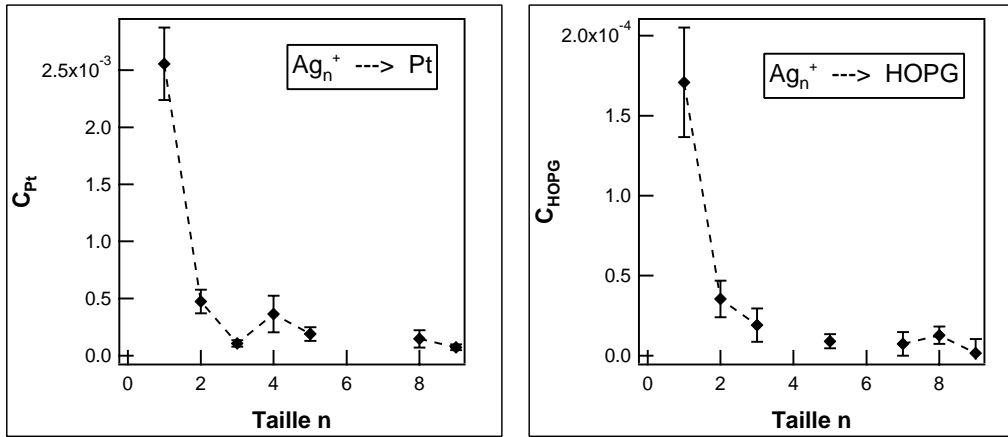 Ag_n^+ ---> Pt
2.5x10^-3
2.0
1.5
1.0
0.5
0.0
C_Pt
0 2 4 6 8
Taille n
Ag_n^+ ---> HOPG
2.0x10^-4
1.5
1.0
0.5
0.0
C_HOPG
0 2 4 6 8
Taille n